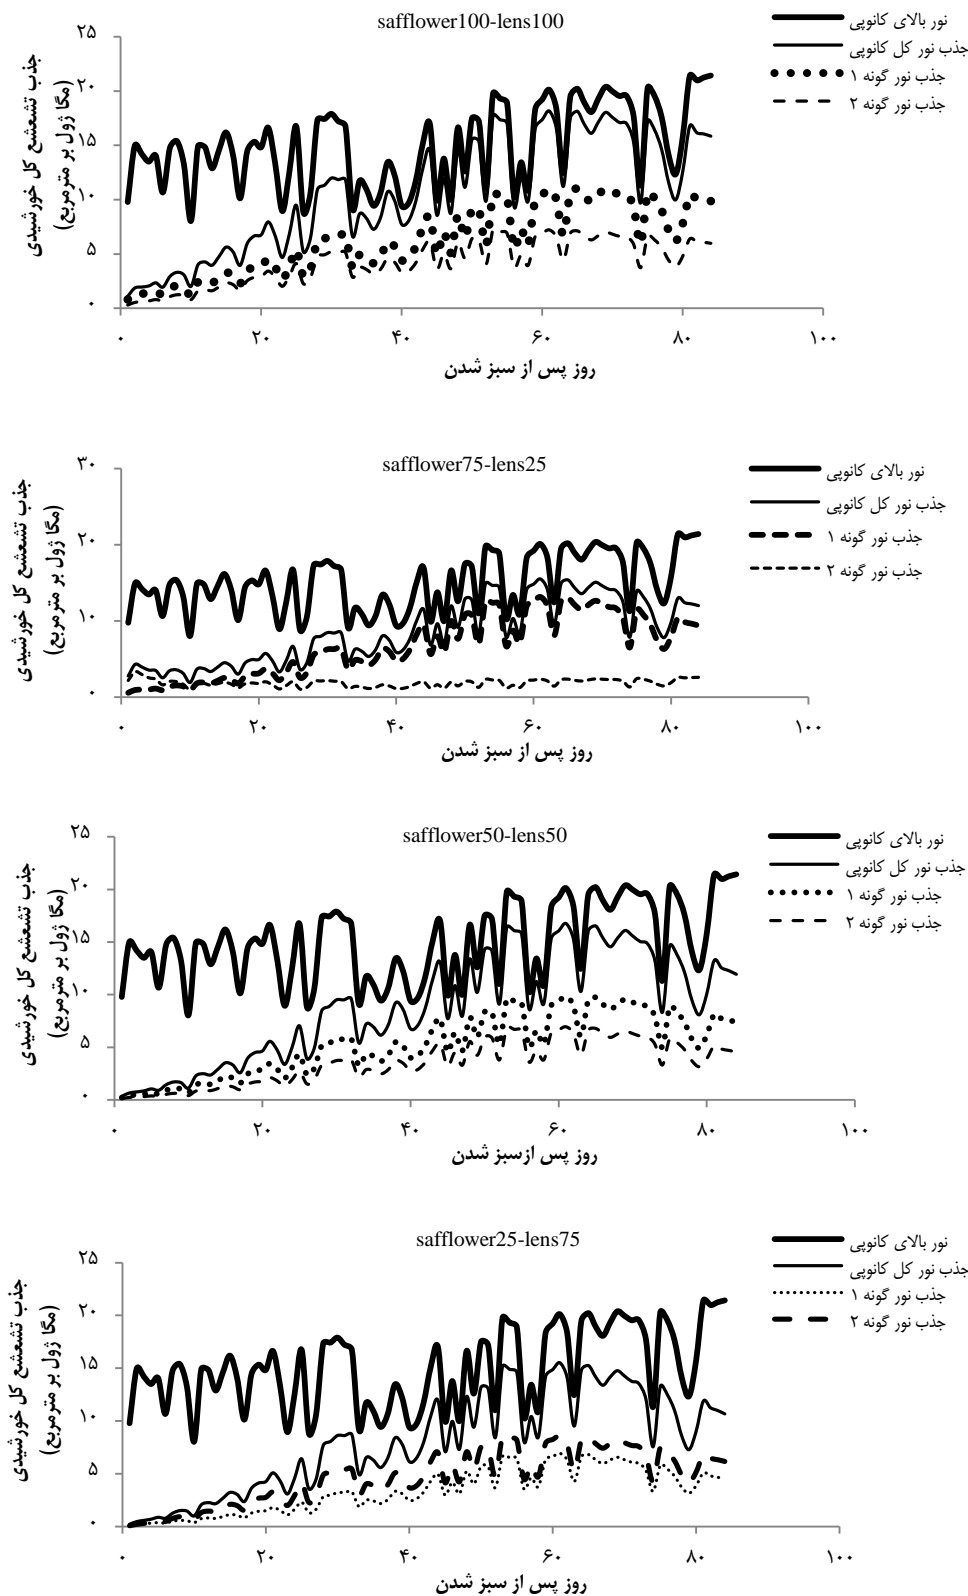 safflower100-lens100
نور بالای کانوپی
جذب نور کل کانوپی
جذب نور گونه ۱
جذب نور گونه ۲
جذب تشعشع کل خورشیدی
(مگا ژول بر مترمربع)
۲۵
۲۰
۱۵
۱۰
۵
۰
۰ ۲۰ ۴۰ ۶۰ ۸۰ ۱۰۰
روز پس از سبز شدن
safflower75-lens25
نور بالای کانوپی
جذب نور کل کانوپی
جذب نور گونه ۱
جذب نور گونه ۲
جذب تشعشع کل خورشیدی
(مگا ژول بر مترمربع)
۳۰
۲۰
۱۰
۰
۰ ۲۰ ۴۰ ۶۰ ۸۰ ۱۰۰
روز پس از سبز شدن
safflower50-lens50
نور بالای کانوپی
جذب نور کل کانوپی
جذب نور گونه ۱
جذب نور گونه ۲
جذب تشعشع کل خورشیدی
(مگا ژول بر مترمربع)
۲۵
۲۰
۱۵
۱۰
۵
۰
۰ ۲۰ ۴۰ ۶۰ ۸۰ ۱۰۰
روز پس ازسبز شدن
safflower25-lens75
نور بالای کانوپی
جذب نور کل کانوپی
جذب نور گونه ۱
جذب نور گونه ۲
جذب تشعشع کل خورشیدی
(مگا ژول بر مترمربع)
۲۵
۲۰
۱۵
۱۰
۵
۰
۰ ۲۰ ۴۰ ۶۰ ۸۰ ۱۰۰
روز پس از سبز شدن